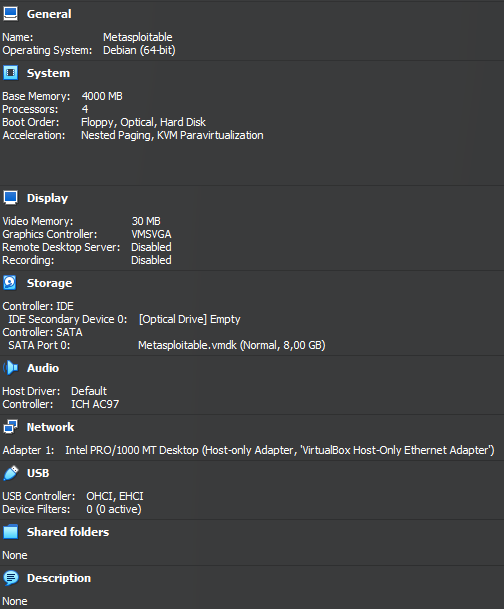 General
Name: Metasploitable
Operating System: Debian (64-bit)
System
Base Memory: 4000 MB
Processors: 4
Boot Order: Floppy, Optical, Hard Disk
Acceleration: Nested Paging, KVM Paravirtualization
Display
Video Memory: 30 MB
Graphics Controller: VMSVGA
Remote Desktop Server: Disabled
Recording: Disabled
Storage
Controller: IDE
IDE Secondary Device 0: [Optical Drive] Empty
Controller: SATA
SATA Port 0: Metasploitable.vmdk (Normal, 8,00 GB)
Audio
Host Driver: Default
Controller: ICH AC97
Network
Adapter 1: Intel PRO/1000 MT Desktop (Host-only Adapter, 'VirtualBox Host-Only Ethernet Adapter')
USB
USB Controller: OHCI, EHCI
Device Filters: 0 (0 active)
Shared folders
None
Description
None